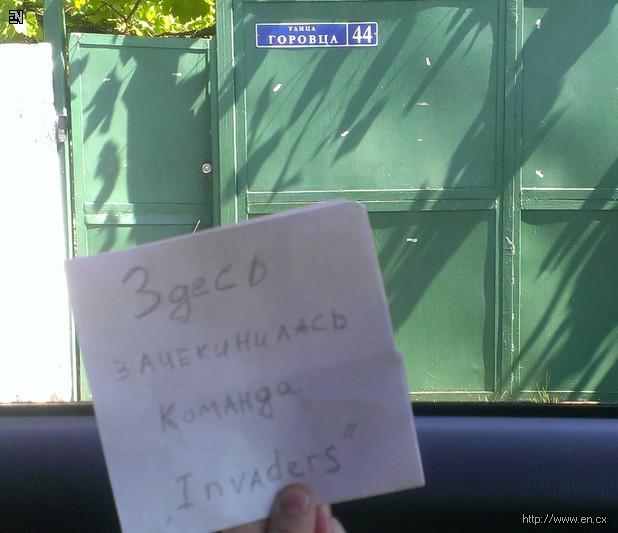 EN
УЛИЦА
ГОРОВЦА 44
Здесь
зачекинилась
команда
„Invaders“
http://www.en.cx